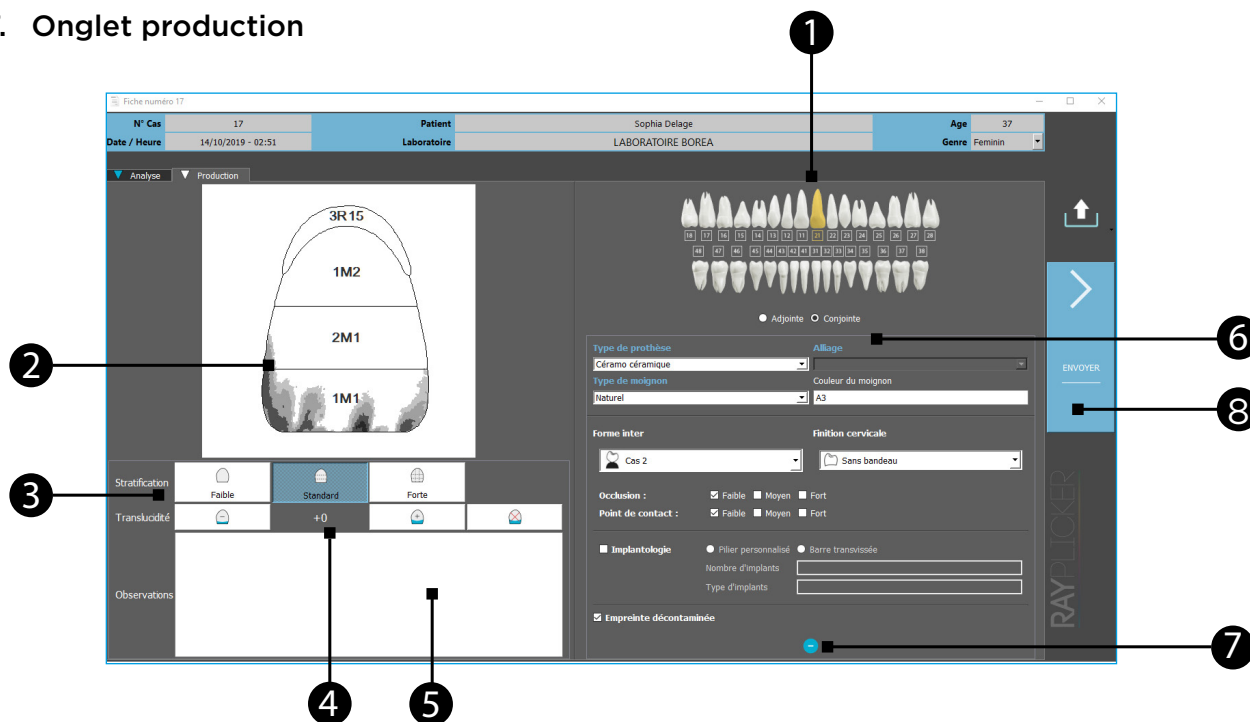 . Onglet production
1
Fiche numéro 17
N° Cas 17 Patient Sophia Delage Age 37
Date / Heure 14/10/2019 - 02:51 Laboratoire LABORATOIRE BOREA Genre Feminin
Analyse Production
3R15
1M2
2M1
1M1
18 17 16 15 14 13 12 11 21 22 23 24 25 26 27 28
48 47 46 45 44 43 42 41 31 32 33 34 35 36 37 38
Adjointe Conjointe
2
3
Stratification
Faible Standard Forte
Translucidité +0
Observations
4
5
Type de prothèse Alliage
Céramo céramique
Type de moignon Couleur du moignon
Naturel A3
Forme inter Finition cervicale
Cas 2 Sans bandeau
Occlusion : Faible Moyen Fort
Point de contact : Faible Moyen Fort
Implantologie Pilier personnalisé Barre transvissée
Nombre d'implants
Type d'implants
Empreinte décontaminée
ENVOYER
RAYPLICKER
6
8
7